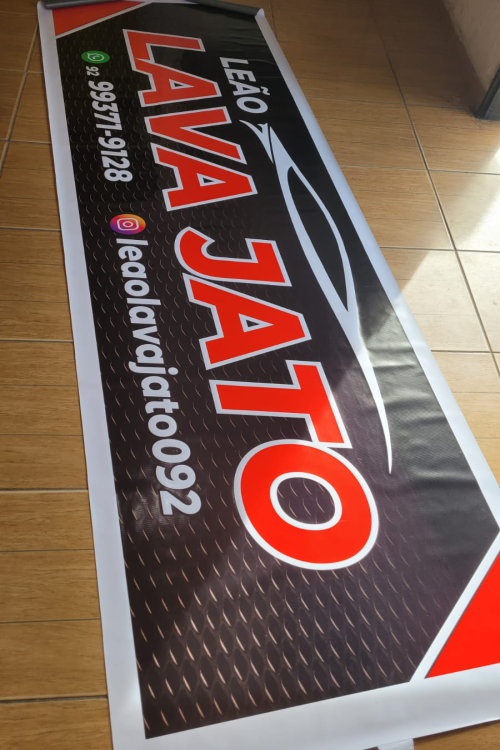 LEÃO
LAVA JATO
92 99371-9128
leaolavajato092